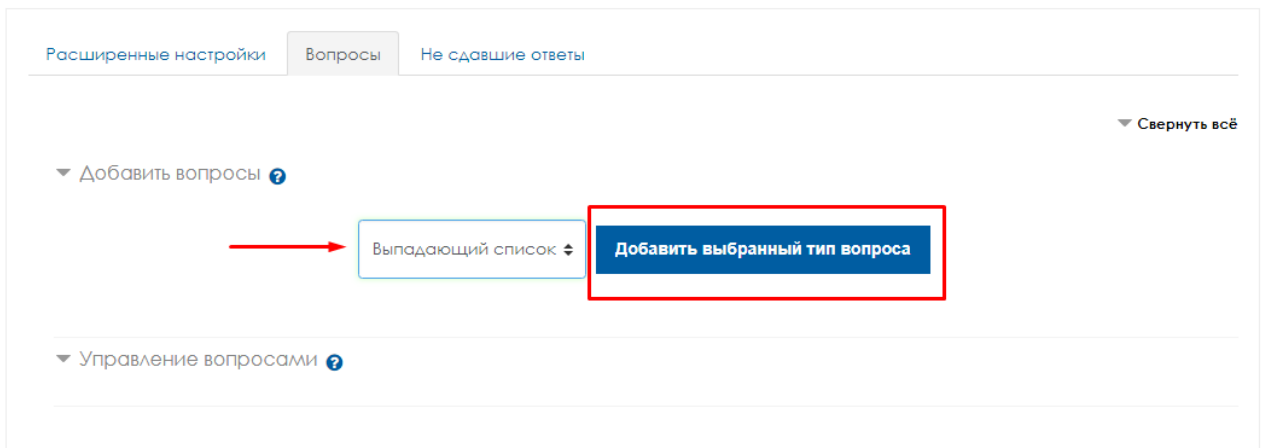 Расширенные настройки Вопросы Не сдавшие ответы
Свернуть всё
Добавить вопросы ?
Выпадающий список Добавить выбранный тип вопроса
Управление вопросами ?